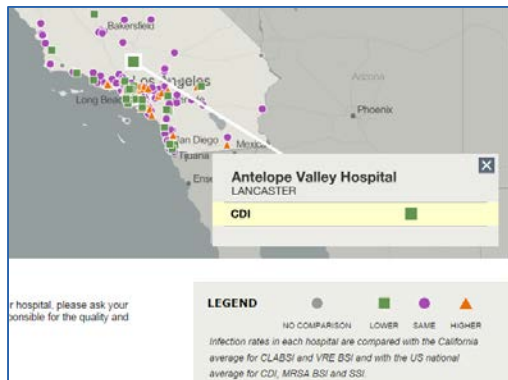 Bakersfield
Los Angeles
Arizona
Long Beac
Phoenix
San Diego
Mexic
Tijuana
Ense
Antelope Valley Hospital
LANCASTER
CDI
r hospital, please ask your
ponsible for the quality and
LEGEND
NO COMPARISON LOWER SAME HIGHER
Infection rates in each hospital are compared with the California
average for CLABSI and VRE BSI and with the US national
average for CDI, MRSA BSI and SSI.